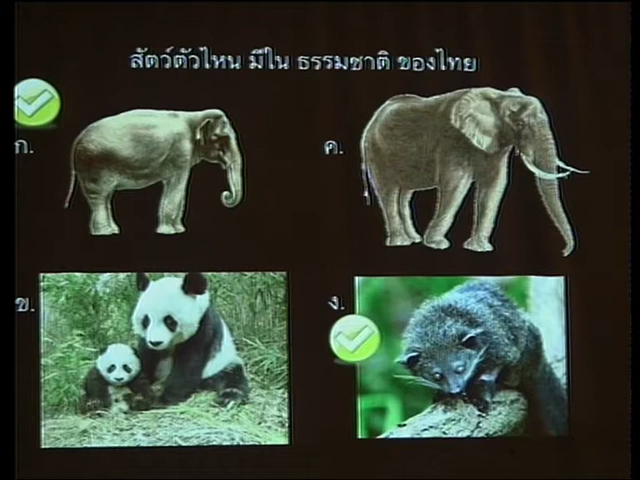 สัตว์ตัวไหน มีใน ธรรมชาติ ของไทย
ก.
ค.
ข.
ง.